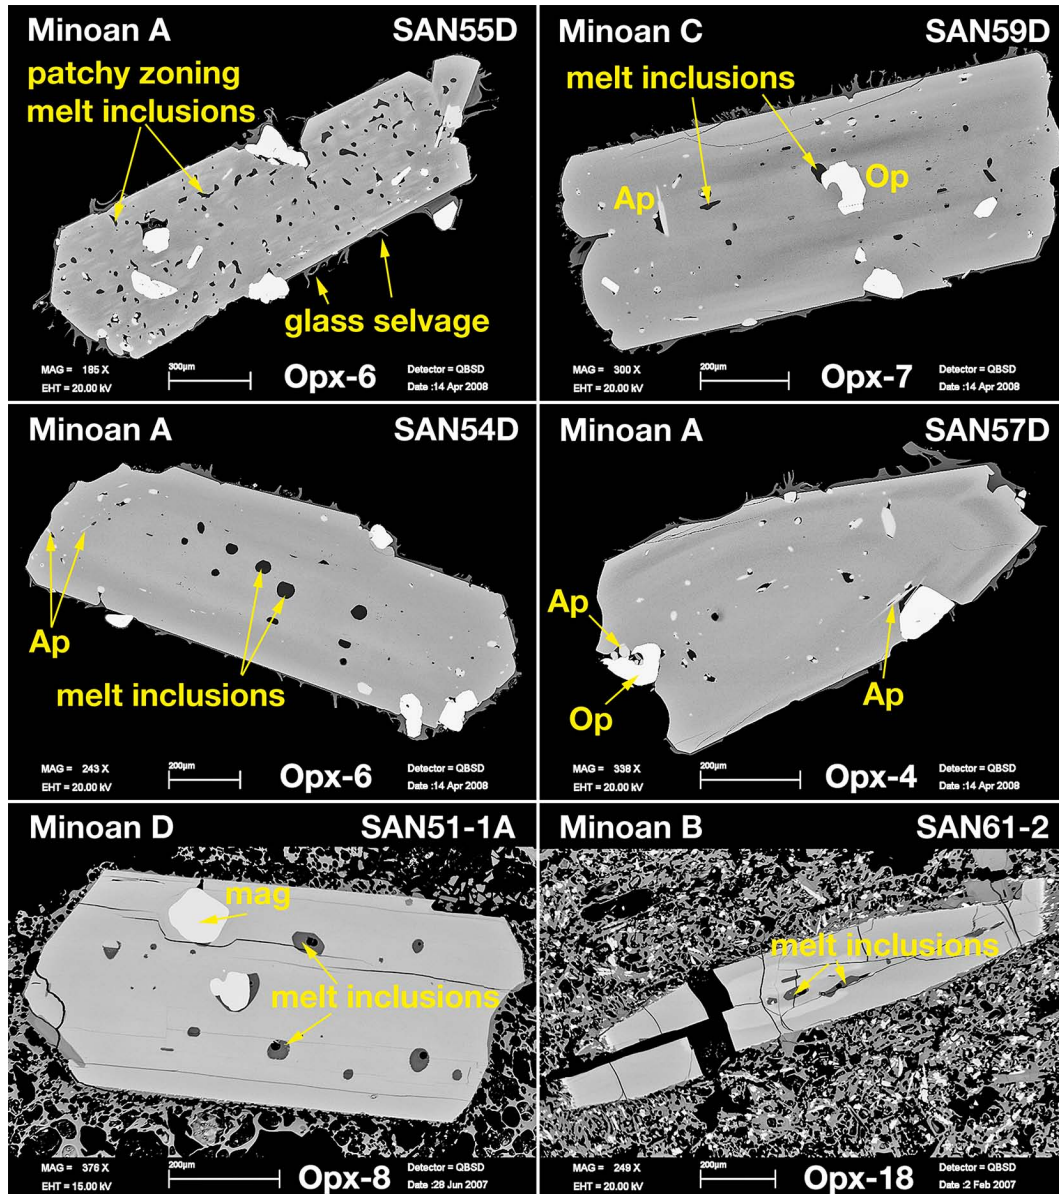 Minoan A SAN55D
patchy zoning
melt inclusions
glass selvage
MAG = 185 X 300µm Detector = QBSD
EHT = 20.00 kV Opx-6 Date :14 Apr 2008
Minoan C SAN59D
melt inclusions
Ap Op
MAG = 300 X 200µm Detector = QBSD
EHT = 20.00 kV Opx-7 Date :14 Apr 2008
Minoan A SAN54D
Ap
melt inclusions
MAG = 243 X 200µm Detector = QBSD
EHT = 20.00 kV Opx-6 Date :14 Apr 2008
Minoan A SAN57D
Ap
Ap
Op
MAG = 338 X 200µm Detector = QBSD
EHT = 20.00 kV Opx-4 Date :14 Apr 2008
Minoan D SAN51-1A
mag
melt inclusions
MAG = 376 X 200µm Detector = QBSD
EHT = 15.00 kV Opx-8 Date :28 Jun 2007
Minoan B SAN61-2
melt inclusions
MAG = 249 X 200µm Detector = QBSD
EHT = 20.00 kV Opx-18 Date :2 Feb 2007